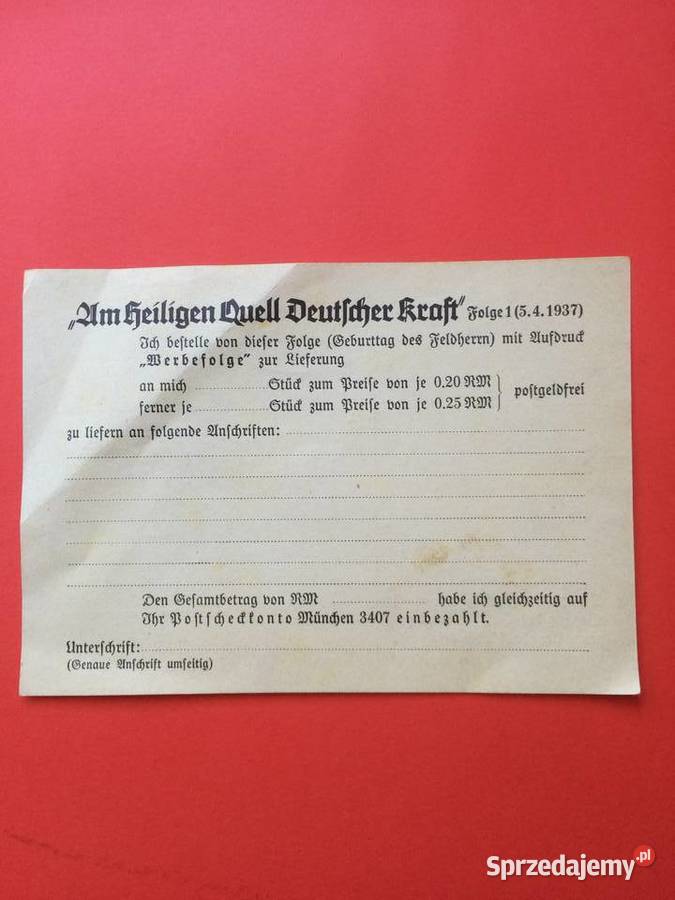 „Am Heiligen Quell Deutscher Kraft“ Folge 1 (5.4.1937)
Ich bestelle von dieser Folge (Geburttag des Feldherrn) mit Aufdruck
„Werbefolge“ zur Lieferung
an mich ................Stück zum Preise von je 0.20 RM
ferner je ................Stück zum Preise von je 0.25 RM
postgeldfrei
zu liefern an folgende Anschriften:
Den Gesamtbetrag von RM ................ habe ich gleichzeitig auf
Ihr Postscheckkonto München 3407 einbezahlt.
Unterschrift:
(Genaue Anschrift umseitig)
Sprzedajemy.pl